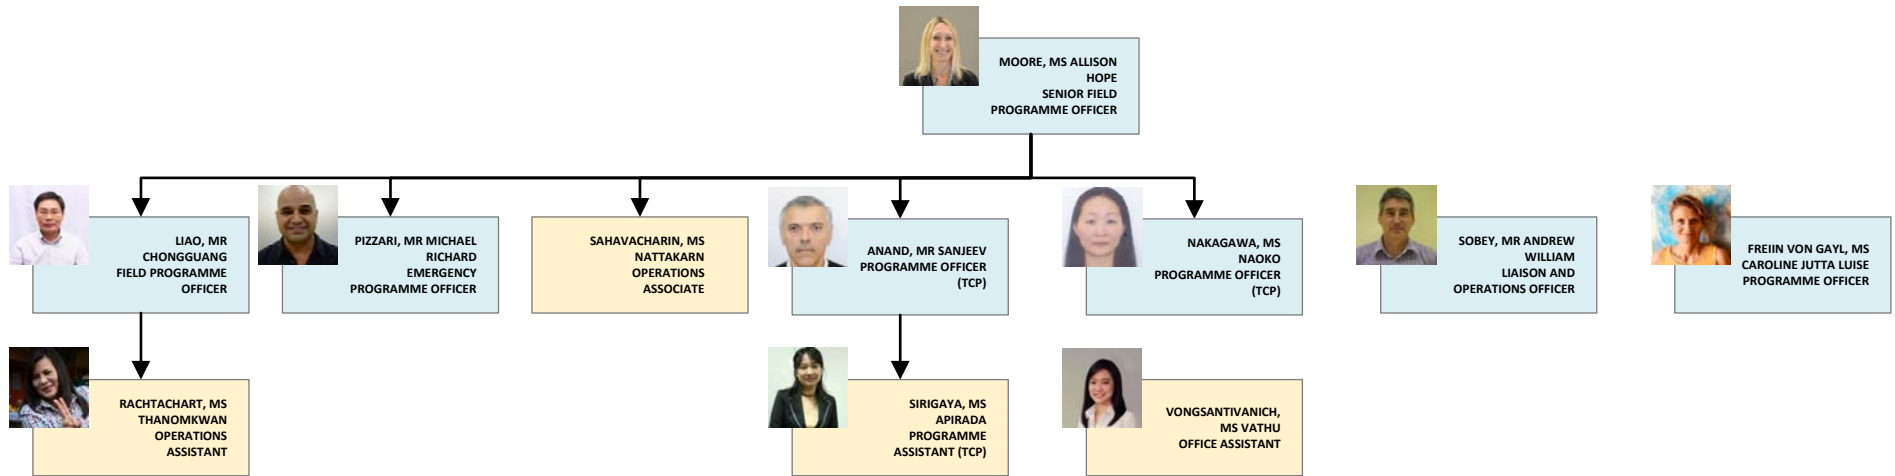 MOORE, MS ALLISON
HOPE
SENIOR FIELD
PROGRAMME OFFICER
LIAO, MR
CHONGGUANG
FIELD PROGRAMME
OFFICER
PIZZARI, MR MICHAEL
RICHARD
EMERGENCY
PROGRAMME OFFICER
SAHAVACHARIN, MS
NATTAKARN
OPERATIONS
ASSOCIATE
ANAND, MR SANJEEV
PROGRAMME OFFICER
(TCP)
NAKAGAWA, MS
NAOKO
PROGRAMME OFFICER
(TCP)
SOBEY, MR ANDREW
WILLIAM
LIAISON AND
OPERATIONS OFFICER
FREIIN VON GAYL, MS
CAROLINE JUTTA LUISE
PROGRAMME OFFICER
RACHTACHART, MS
THANOMKWAN
OPERATIONS
ASSISTANT
SIRIGAYA, MS
APIRADA
PROGRAMME
ASSISTANT (TCP)
VONGSANTIVANICH,
MS VATHU
OFFICE ASSISTANT